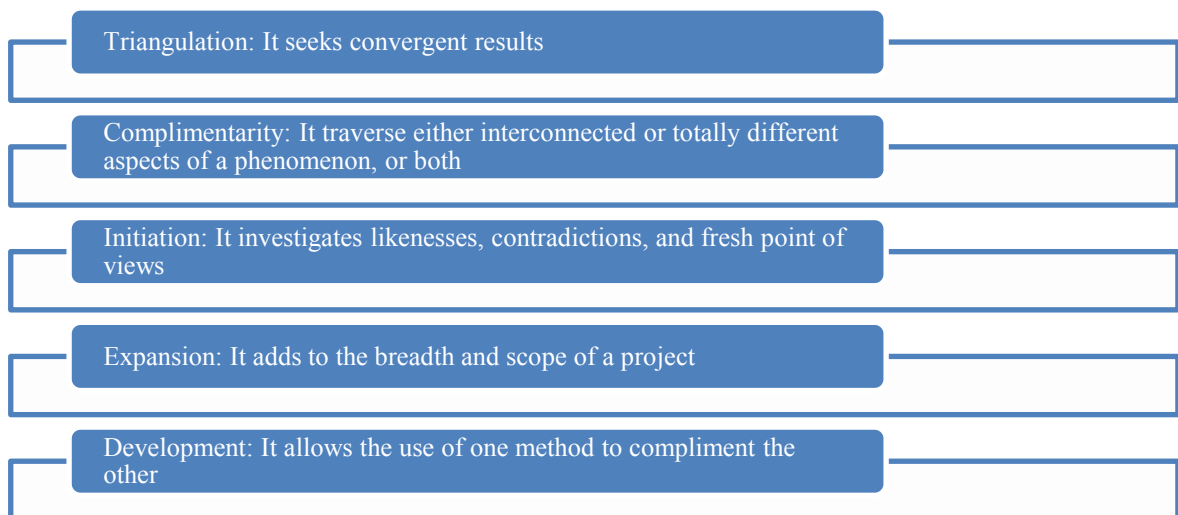 Triangulation: It seeks convergent results
Complimentarity: It traverse either interconnected or totally different
aspects of a phenomenon, or both
Initiation: It investigates likenesses, contradictions, and fresh point of
views
Expansion: It adds to the breadth and scope of a project
Development: It allows the use of one method to compliment the
other